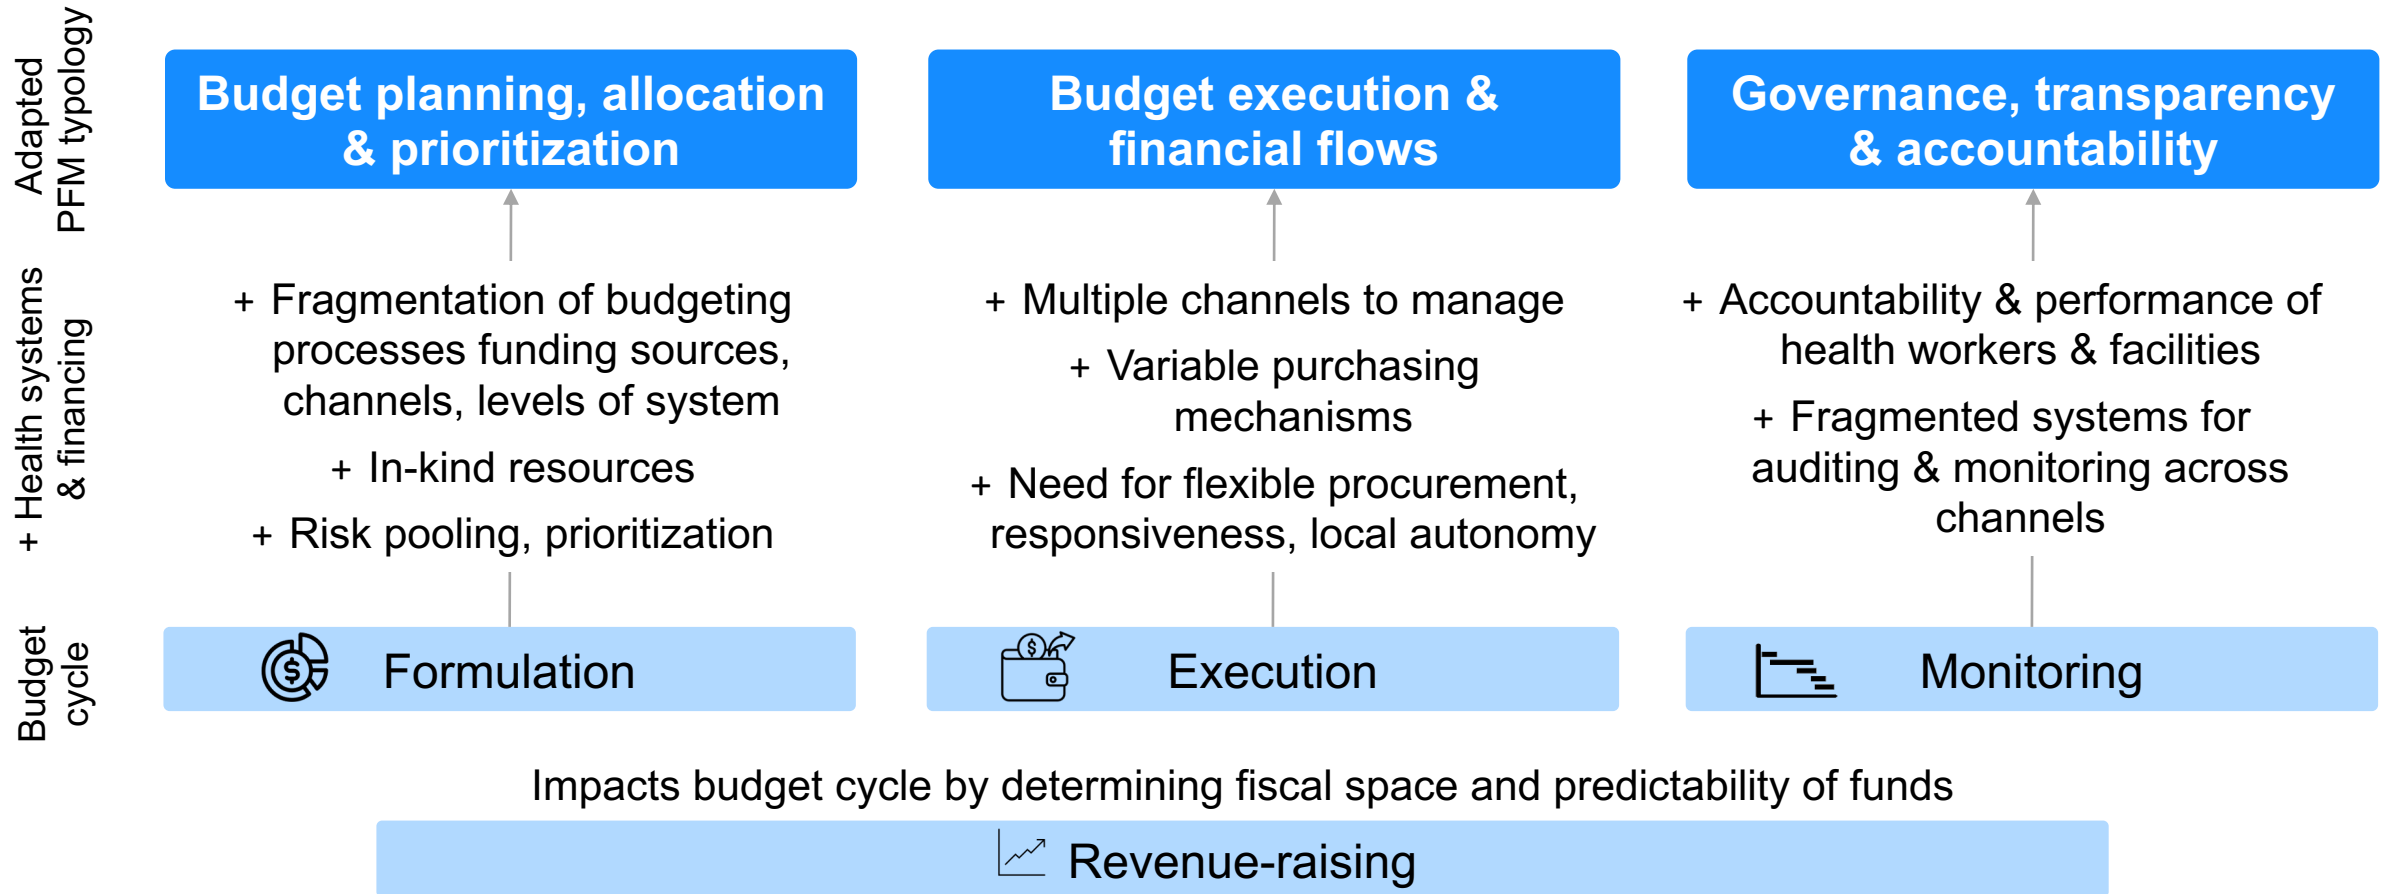 Adapted
PFM typology
Budget planning, allocation
& prioritization
Budget execution &
financial flows
Governance, transparency
& accountability
+ Health systems
& financing
+ Fragmentation of budgeting
processes funding sources,
channels, levels of system
+ In-kind resources
+ Risk pooling, prioritization
+ Multiple channels to manage
+ Variable purchasing
mechanisms
+ Need for flexible procurement,
responsiveness, local autonomy
+ Accountability & performance of
health workers & facilities
+ Fragmented systems for
auditing & monitoring across
channels
Budget
cycle
$ Formulation
$ Execution
Monitoring
Impacts budget cycle by determining fiscal space and predictability of funds
Revenue-raising